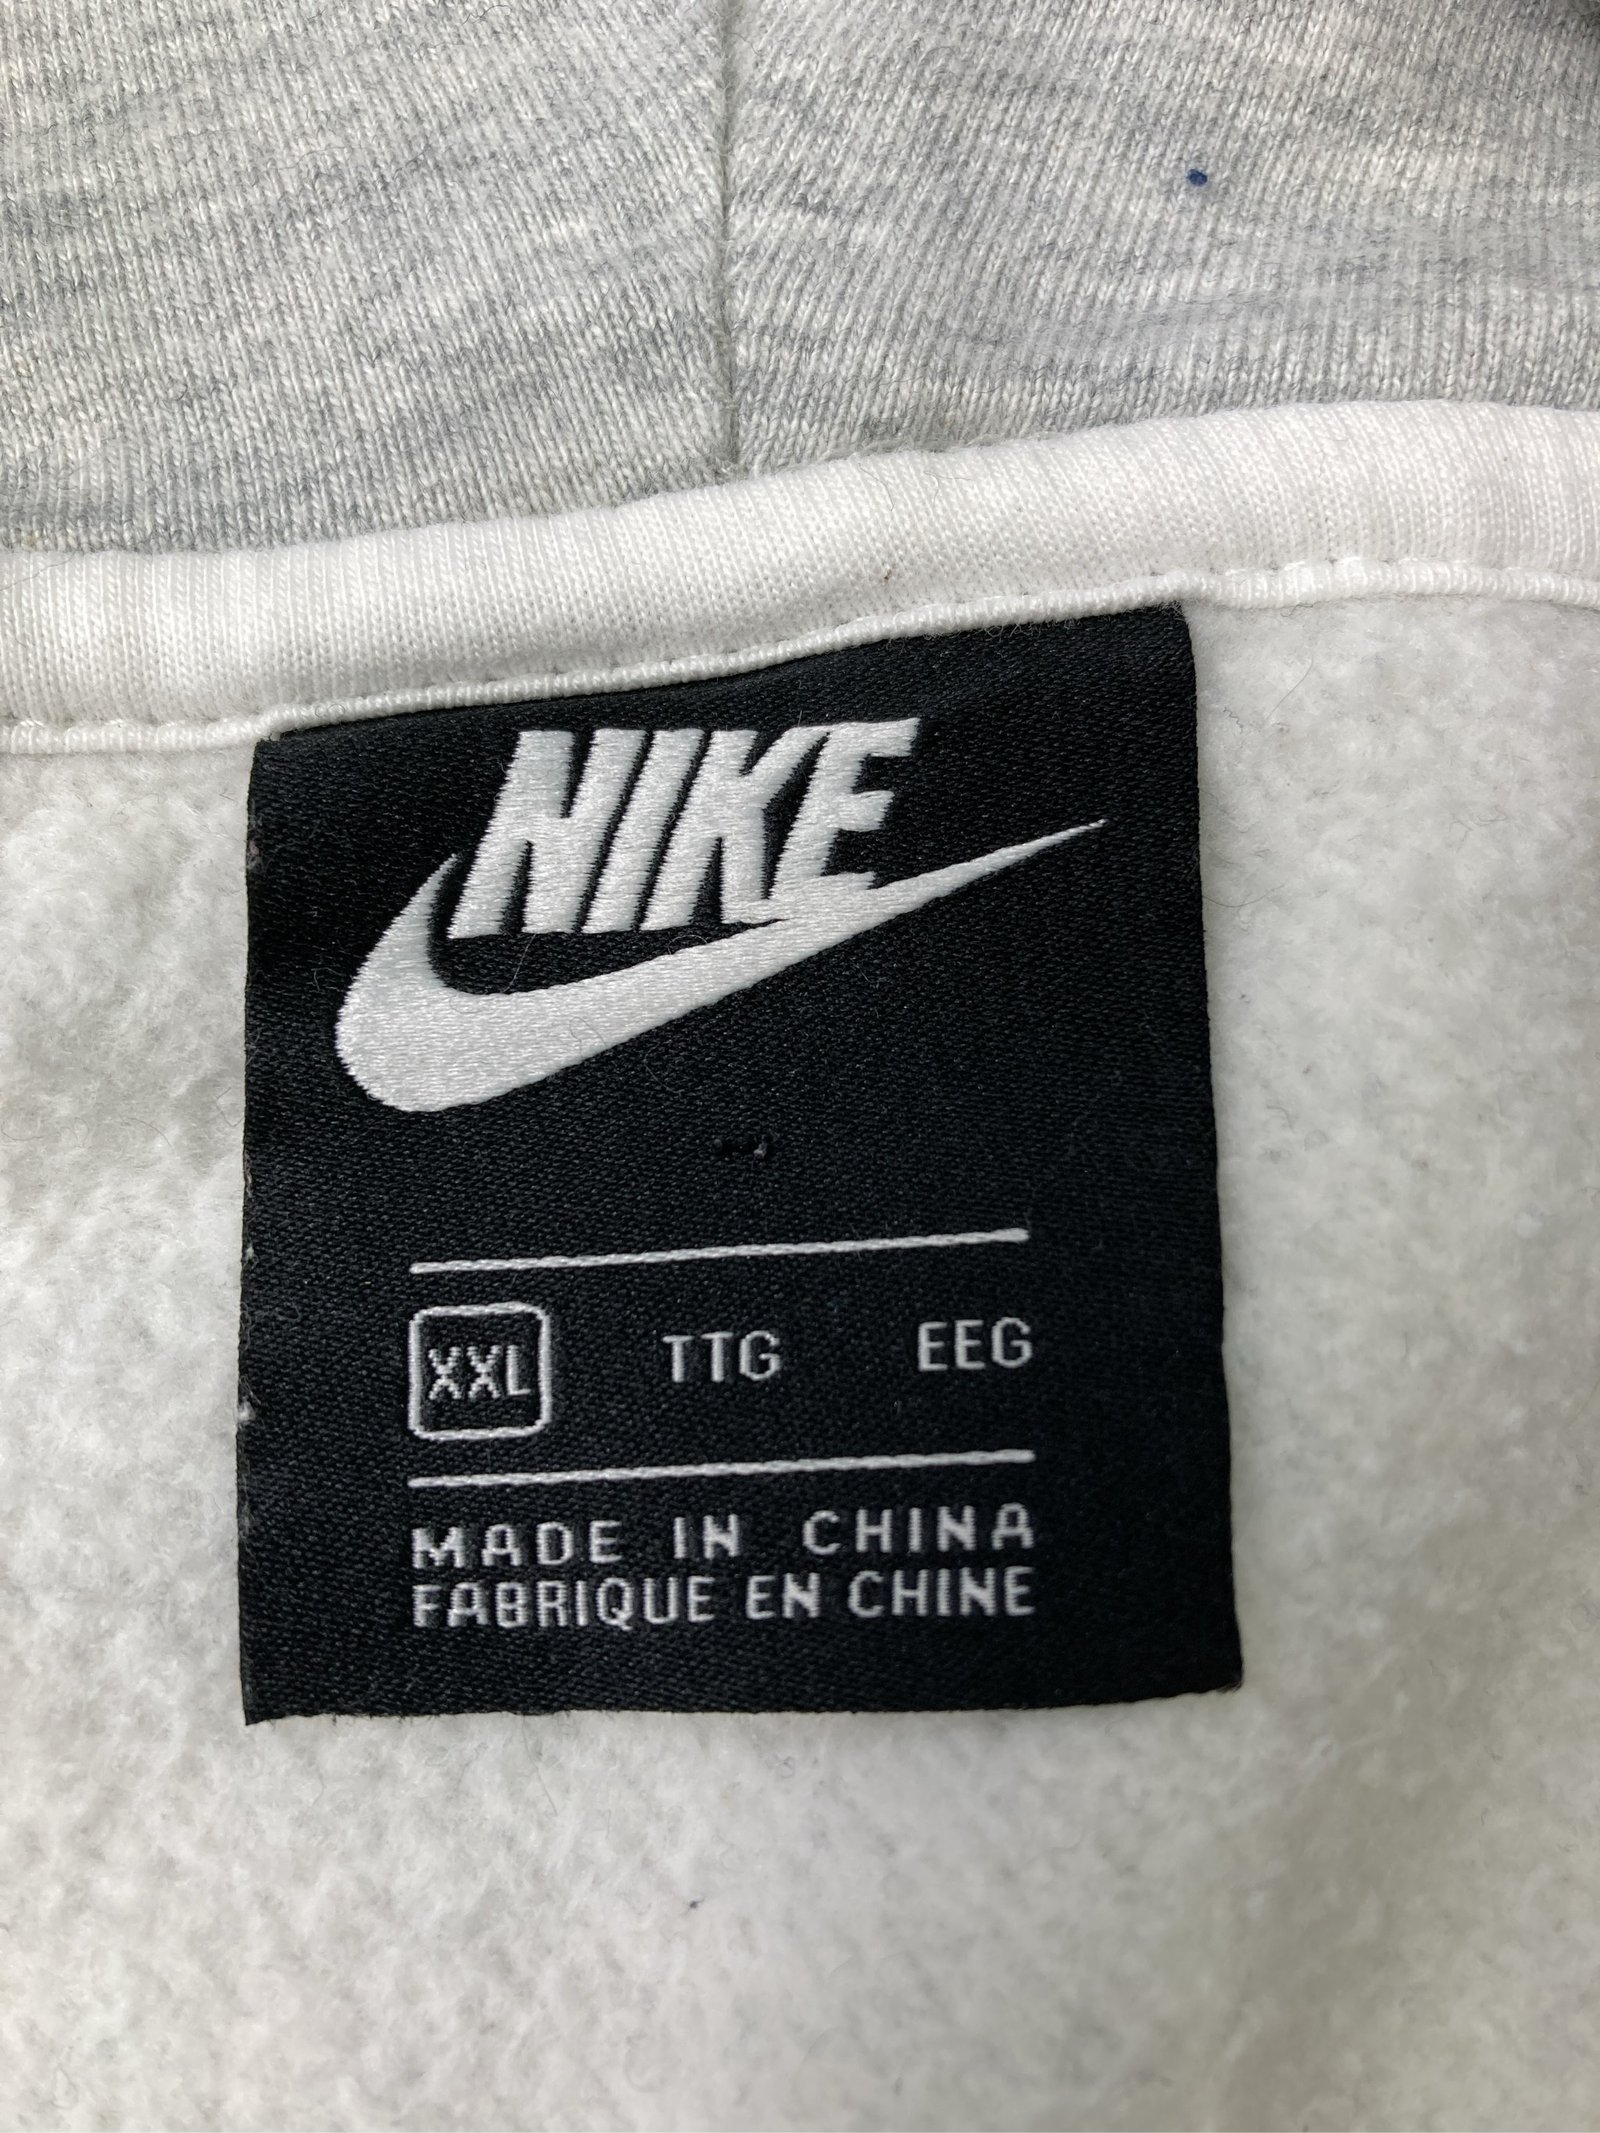 NIKE
XXL TTG EEG
MADE IN CHINA
FABRIQUE EN CHINE